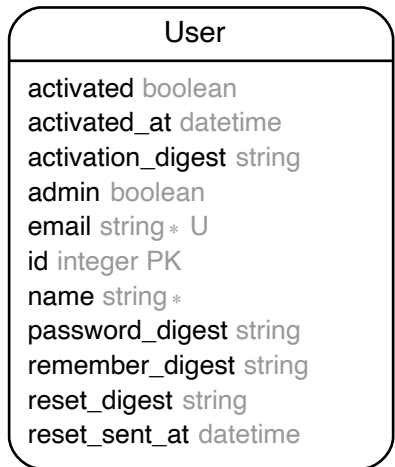 User
activated boolean
activated_at datetime
activation_digest string
admin boolean
email string * U
id integer PK
name string *
password_digest string
remember_digest string
reset_digest string
reset_sent_at datetime